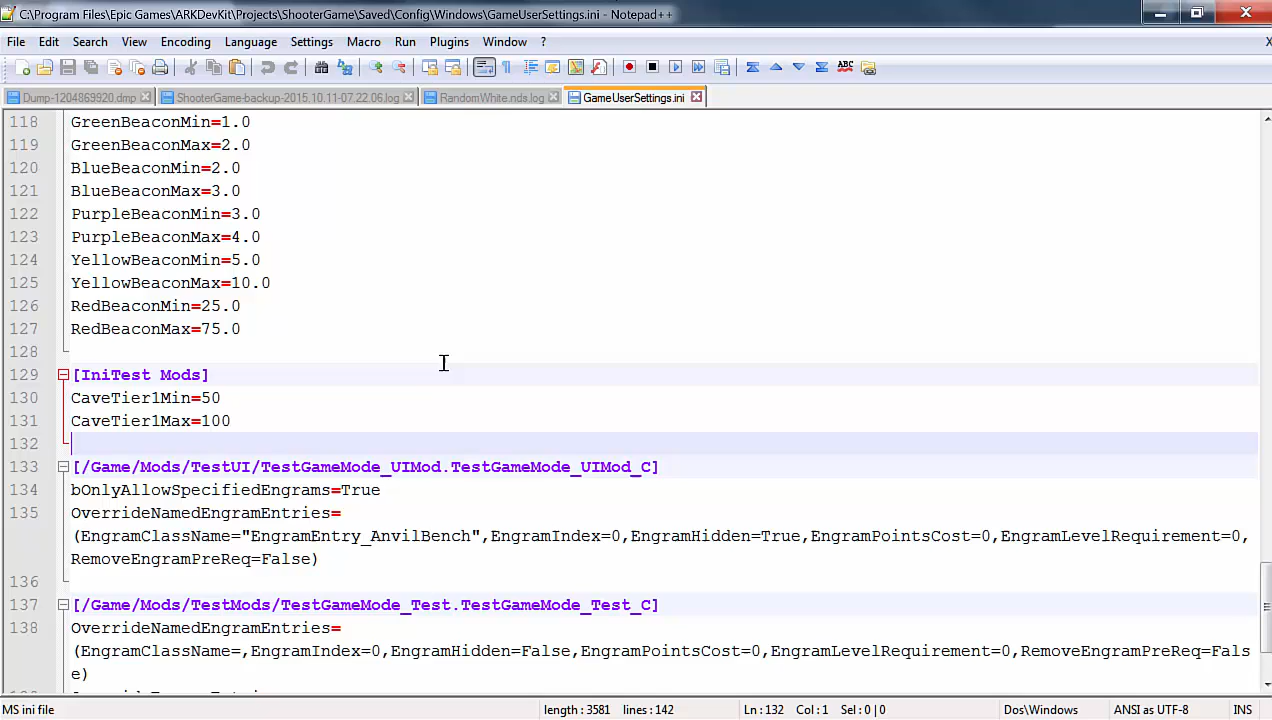 C:\Program Files\Epic Games\ARKDevKit\Projects\ShooterGame\Saved\Config\Windows\GameUserSettings.ini - Notepad++
File Edit Search View Encoding Language Settings Macro Run Plugins Window ? X
ABC
Dump-1204869920.dmp ShooterGame-backup-2015.10.11-07.22.06.log RandomWhite.nds.log GameUserSettings.ini
118 GreenBeaconMin=1.0
119 GreenBeaconMax=2.0
120 BlueBeaconMin=2.0
121 BlueBeaconMax=3.0
122 PurpleBeaconMin=3.0
123 PurpleBeaconMax=4.0
124 YellowBeaconMin=5.0
125 YellowBeaconMax=10.0
126 RedBeaconMin=25.0
127 RedBeaconMax=75.0
128
129 [IniTest Mods]
130 CaveTier1Min=50
131 CaveTier1Max=100
132
133 [/Game/Mods/TestUI/TestGameMode_UIMod.TestGameMode_UIMod_C]
134 bOnlyAllowSpecifiedEngrams=True
135 OverrideNamedEngramEntries=
(EngramClassName="EngramEntry_AnvilBench",EngramIndex=0,EngramHidden=True,EngramPointsCost=0,EngramLevelRequirement=0,
RemoveEngramPreReq=False)
136
137 [/Game/Mods/TestMods/TestGameMode_Test.TestGameMode_Test_C]
138 OverrideNamedEngramEntries=
(EngramClassName=,EngramIndex=0,EngramHidden=False,EngramPointsCost=0,EngramLevelRequirement=0,RemoveEngramPreReq=Fals
e)
MS ini file length : 3581 lines : 142 Ln : 132 Col : 1 Sel : 0 | 0 Dos\Windows ANSI as UTF-8 INS